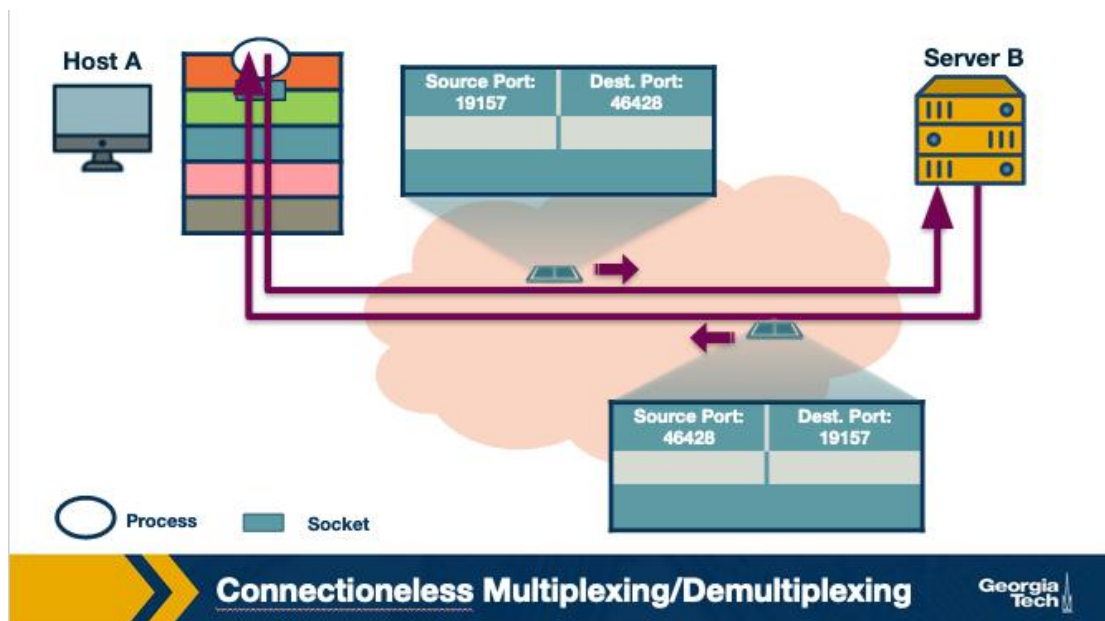 Host A
Server B
Source Port:
19157
Dest. Port:
46428
Source Port:
46428
Dest. Port:
19157
Process
Socket
Connectioneless Multiplexing/Demultiplexing
Georgia
Tech